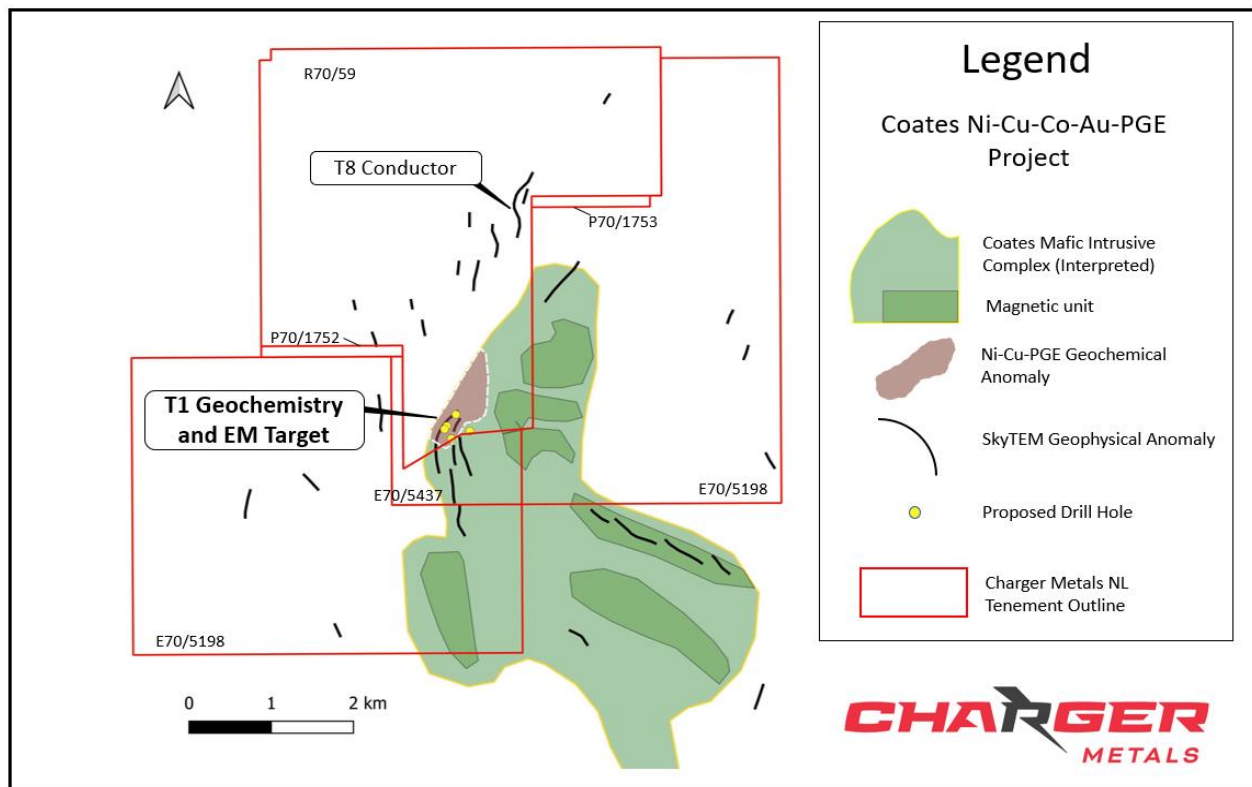 R70/59
T8 Conductor
P70/1753
P70/1752
T1 Geochemistry
and EM Target
E70/5437
E70/5198
E70/5198
0 1 2 km
Legend
Coates Ni-Cu-Co-Au-PGE
Project
Coates Mafic Intrusive
Complex (Interpreted)
Magnetic unit
Ni-Cu-PGE Geochemical
Anomaly
SkyTEM Geophysical Anomaly
Proposed Drill Hole
Charger Metals NL
Tenement Outline
CHARGER
METALS